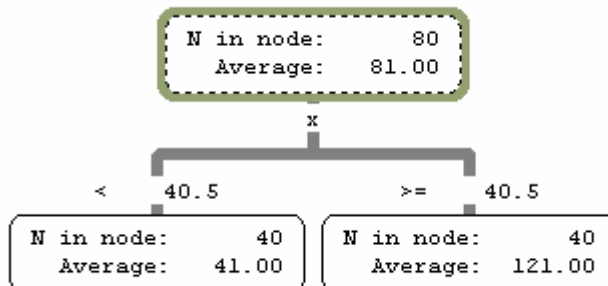 N in node: 80
Average: 81.00
x
< 40.5 >= 40.5
N in node: 40 N in node: 40
Average: 41.00 Average: 121.00